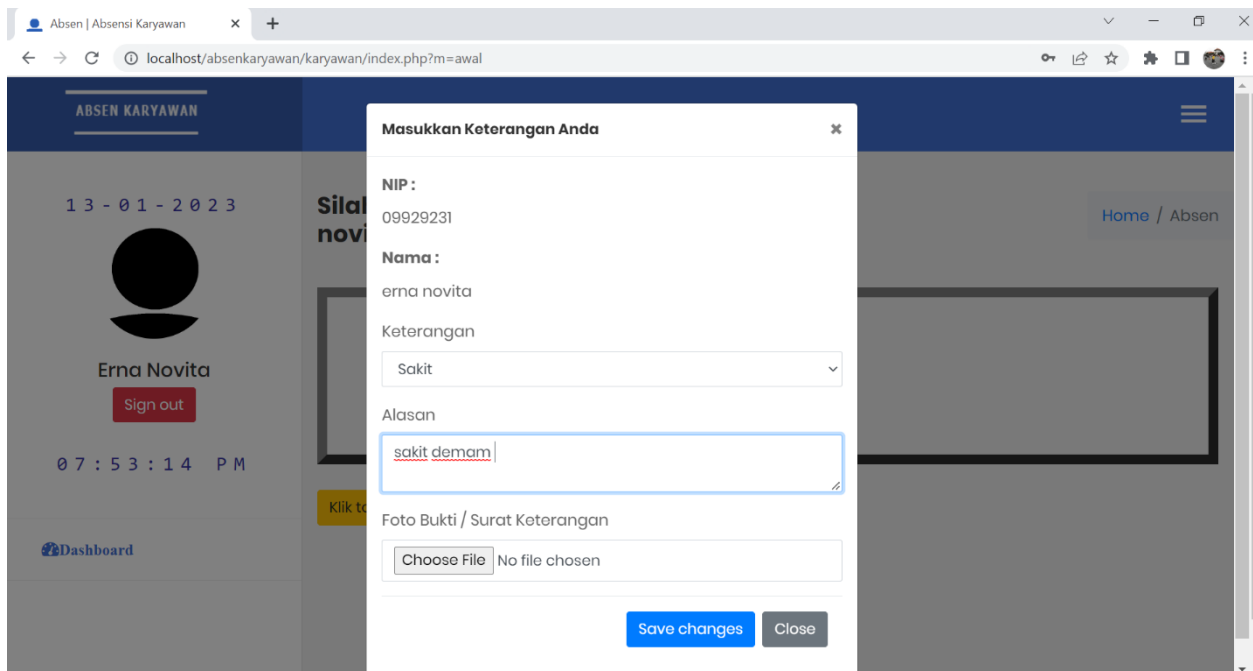 Absen | Absensi Karyawan
localhost/absenkaryawan/karyawan/index.php?m=awal
ABSEN KARYAWAN
13-01-2023
Erna Novita
Sign out
07:53:14 PM
Dashboard
Home / Absen
Masukkan Keterangan Anda
NIP :
09929231
Nama :
erna novita
Keterangan
Sakit
Alasan
sakit demam
Foto Bukti / Surat Keterangan
Choose File No file chosen
Save changes
Close
Klik